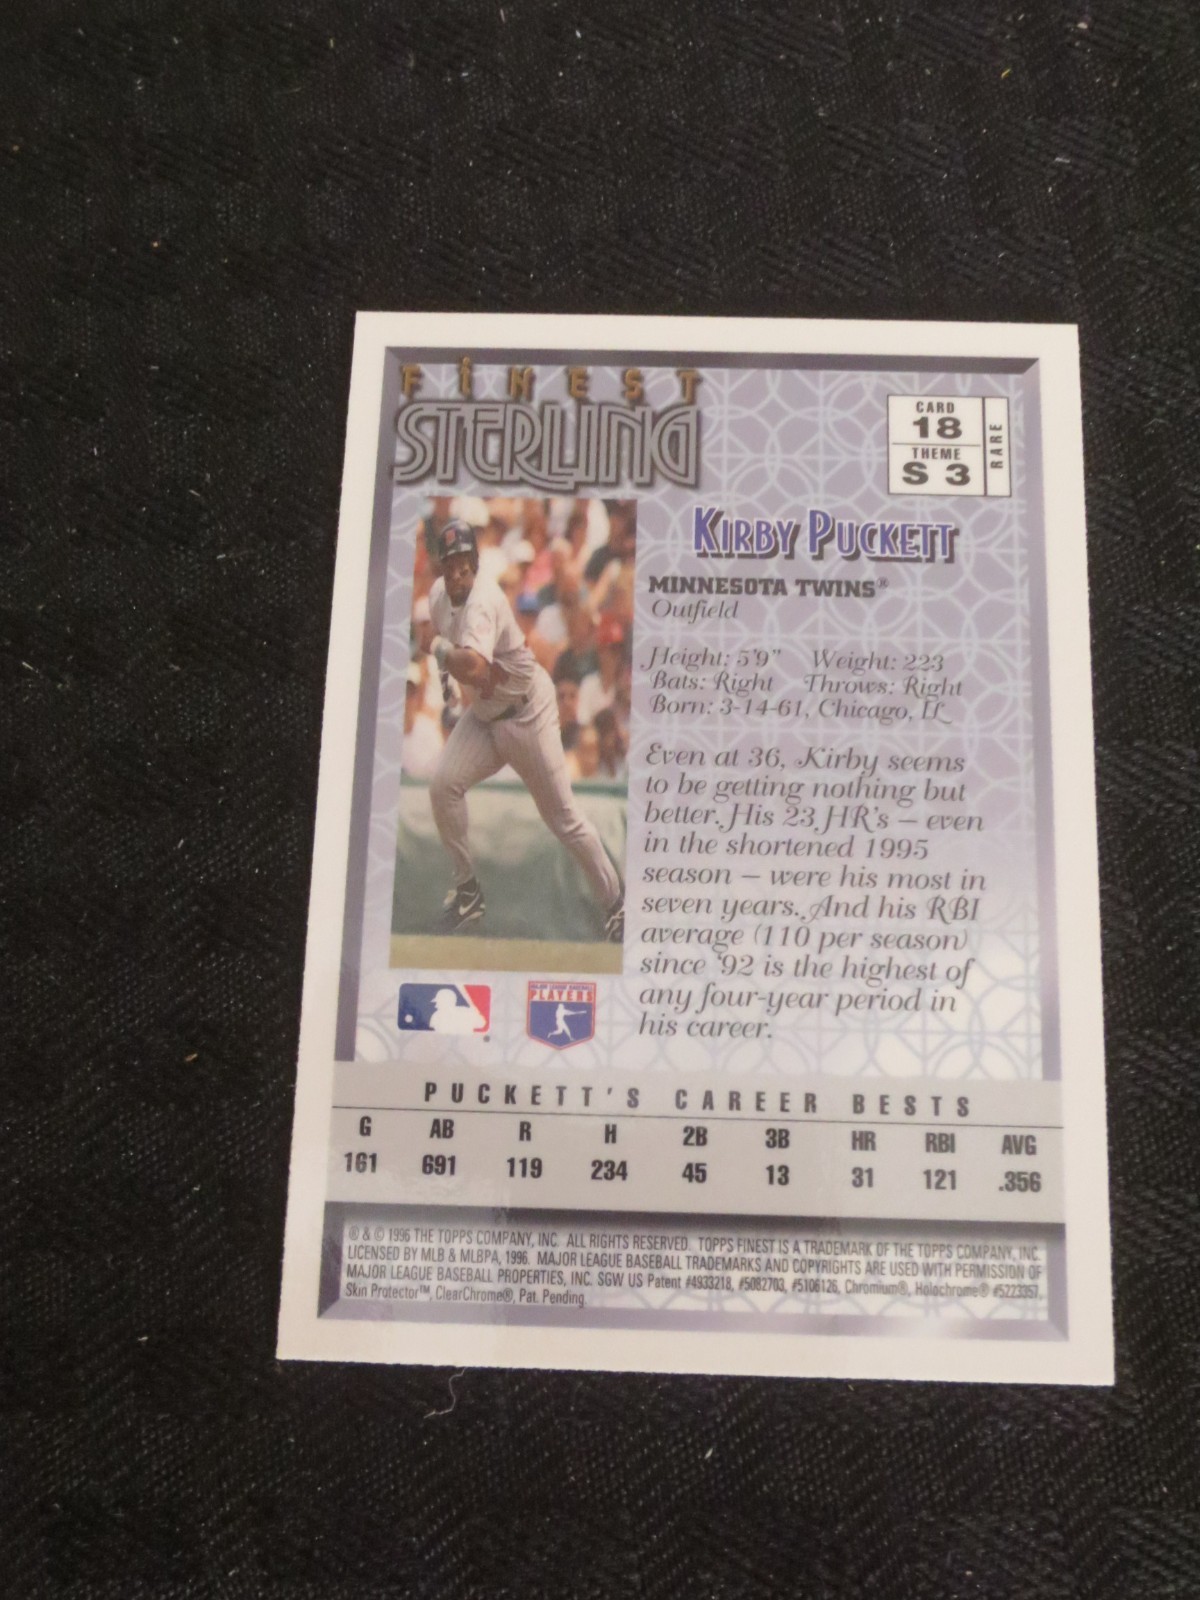 FINEST
STERLING
CARD
18
THEME
S 3
RARE
KIRBY PUCKETT
MINNESOTA TWINS®
Outfield
Height: 5'9" Weight: 223
Bats: Right Throws: Right
Born: 3-14-61, Chicago, IL
Even at 36, Kirby seems
to be getting nothing but
better. His 23 HR's – even
in the shortened 1995
season – were his most in
seven years. And his RBI
average (110 per season)
since '92 is the highest of
any four-year period in
his career.
MAJOR LEAGUE BASEBALL
PLAYERS
PUCKETT'S CAREER BESTS
G AB R H 2B 3B HR RBI AVG
161 691 119 234 45 13 31 121 .356
® & © 1996 THE TOPPS COMPANY, INC. ALL RIGHTS RESERVED. TOPPS FINEST IS A TRADEMARK OF THE TOPPS COMPANY, INC.
LICENSED BY MLB & MLBPA, 1996. MAJOR LEAGUE BASEBALL TRADEMARKS AND COPYRIGHTS ARE USED WITH PERMISSION OF
MAJOR LEAGUE BASEBALL PROPERTIES, INC. SGW US Patent #4933218, #5082703, #5106126, Chromium®, Holochrome® #5223357,
Skin Protector™, ClearChrome®, Pat. Pending